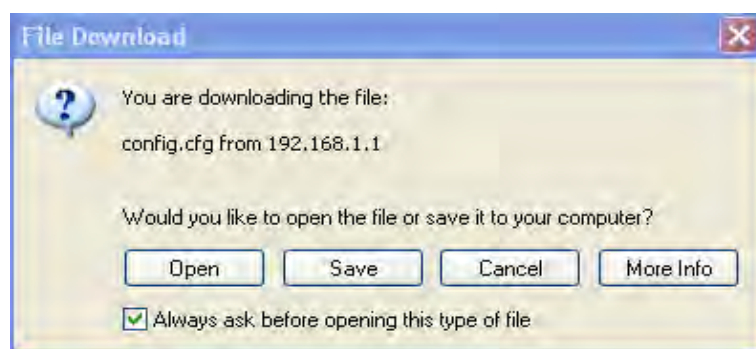 File Download
You are downloading the file:
config.cfg from 192.168.1.1
Would you like to open the file or save it to your computer?
Open Save Cancel More Info
Always ask before opening this type of file